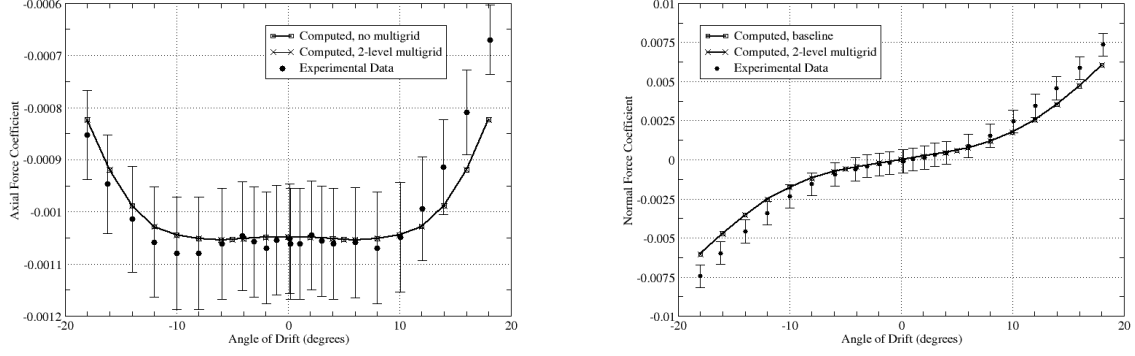 -0.0006
-0.0007
-0.0008
-0.0009
-0.001
-0.0011
-0.0012
Axial Force Coefficient
Computed, no multigrid
Computed, 2-level multigrid
Experimental Data
-20
-10
0
10
20
Angle of Drift (degrees)
0.01
0.0075
0.005
0.0025
0
-0.0025
-0.005
-0.0075
-0.01
Normal Force Coefficient
Computed, baseline
Computed, 2-level multigrid
Experimental Data
-20
-10
0
10
20
Angle of Drift (degrees)